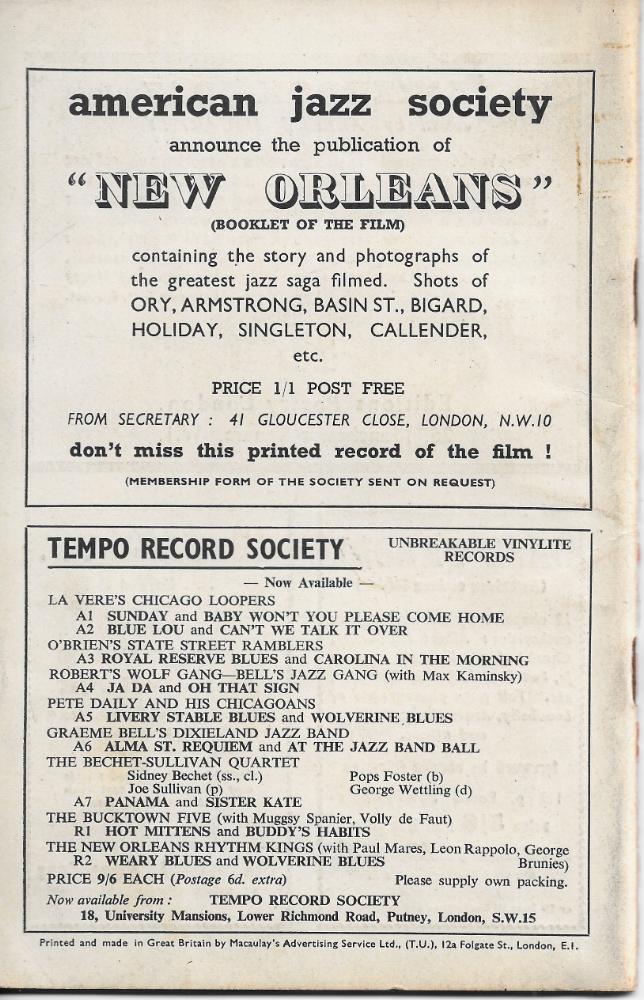 american jazz society
announce the publication of
“NEW ORLEANS”
(BOOKLET OF THE FILM)
containing the story and photographs of
the greatest jazz saga filmed. Shots of
ORY, ARMSTRONG, BASIN ST., BIGARD,
HOLIDAY, SINGLETON, CALLENDER,
etc.
PRICE 1/1 POST FREE
FROM SECRETARY : 41 GLOUCESTER CLOSE, LONDON, N.W.10
don't miss this printed record of the film !
(MEMBERSHIP FORM OF THE SOCIETY SENT ON REQUEST)
TEMPO RECORD SOCIETY
UNBREAKABLE VINYLITE
RECORDS
— Now Available —
LA VERE'S CHICAGO LOOPERS
A1 SUNDAY and BABY WON'T YOU PLEASE COME HOME
A2 BLUE LOU and CAN'T WE TALK IT OVER
O'BRIEN'S STATE STREET RAMBLERS
A3 ROYAL RESERVE BLUES and CAROLINA IN THE MORNING
ROBERT'S WOLF GANG—BELL'S JAZZ GANG (with Max Kaminsky)
A4 JA DA and OH THAT SIGN
PETE DAILY AND HIS CHICAGOANS
A5 LIVERY STABLE BLUES and WOLVERINE BLUES
GRAEME BELL'S DIXIELAND JAZZ BAND
A6 ALMA ST. REQUIEM and AT THE JAZZ BAND BALL
THE BECHET-SULLIVAN QUARTET
Sidney Bechet (ss., cl.) Pops Foster (b)
Joe Sullivan (p) George Wettling (d)
A7 PANAMA and SISTER KATE
THE BUCKTOWN FIVE (with Muggsy Spanier, Volly de Faut)
R1 HOT MITTENS and BUDDY'S HABITS
THE NEW ORLEANS RHYTHM KINGS (with Paul Mares, Leon Rappolo, George
R2 WEARY BLUES and WOLVERINE BLUES Brunies)
PRICE 9/6 EACH (Postage 6d. extra) Please supply own packing.
Now available from : TEMPO RECORD SOCIETY
18, University Mansions, Lower Richmond Road, Putney, London, S.W.15
Printed and made in Great Britain by Macaulay's Advertising Service Ltd., (T.U.), 12a Folgate St., London, E.1.